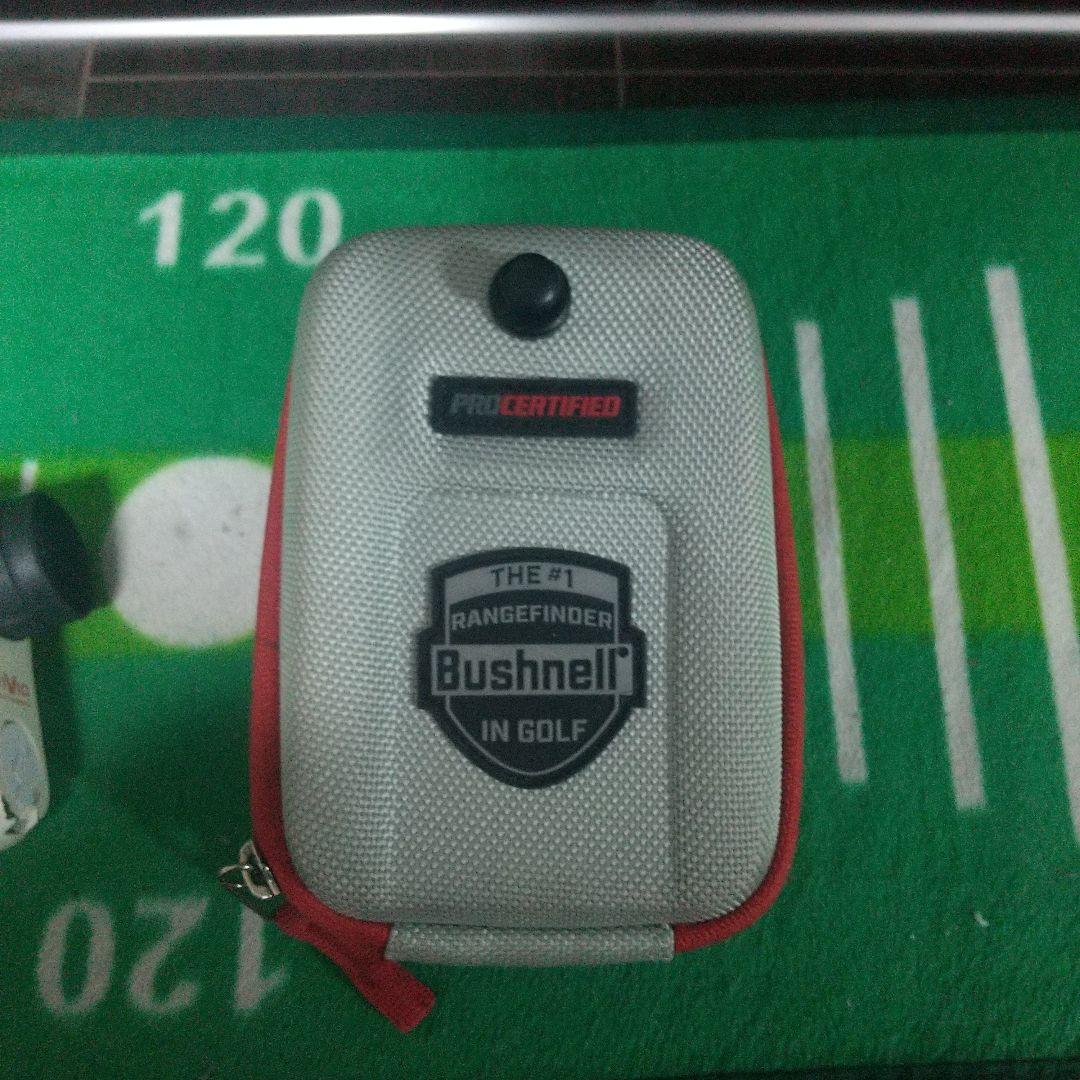 120
PROCERTIFIED
THE #1
RANGEFINDER
Bushnell
IN GOLF
120